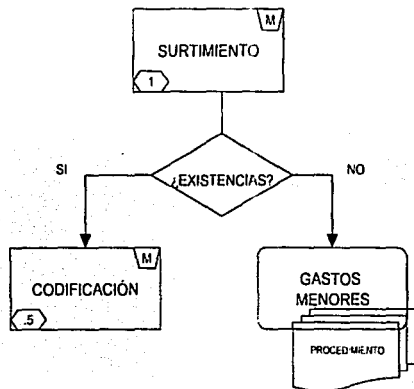 M
SURTIMIENTO
1
SI
¿EXISTENCIAS?
NO
M
CODIFICACIÓN
.5
GASTOS
MENORES
PROCEDIMIENTO